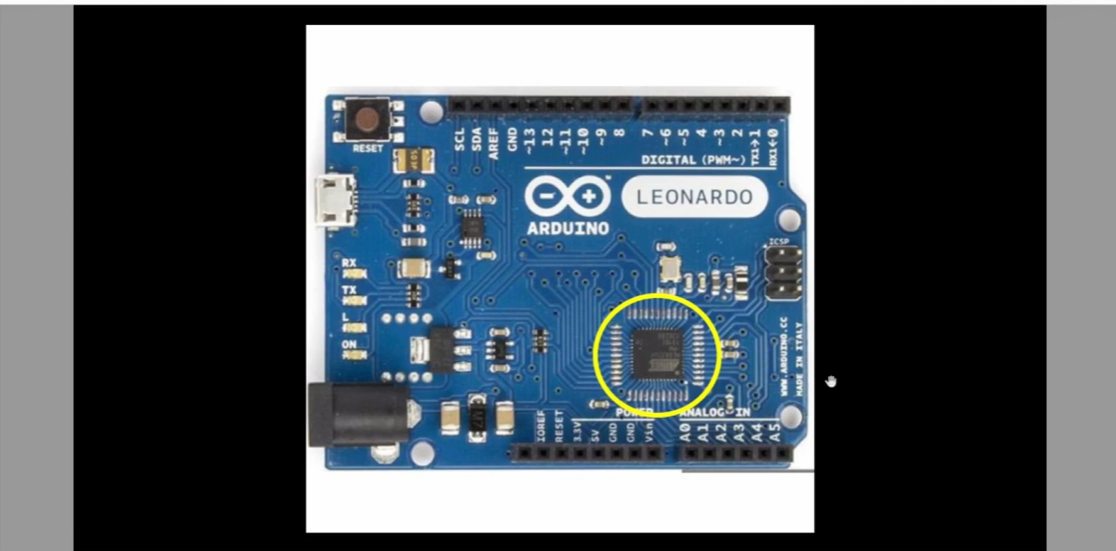 RESET
SCL
SDA
AREF
GND
~13
12
~11
~10
~9
8
7
~6
~5
4
~3
2
TX1→1
RX1←0
DIGITAL (PWM~)
LEONARDO
ARDUINO
ICSP
RX
TX
L
ON
WWW.ARDUINO.CC
MADE IN ITALY
POWER
ANALOG IN
IOREF
RESET
3.3V
5V
GND
GND
Vin
A0
A1
A2
A3
A4
A5